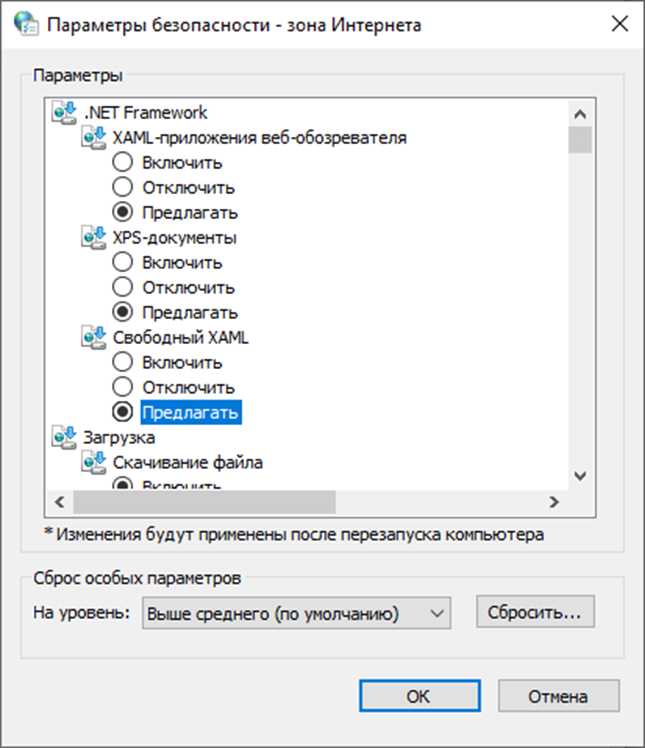 Параметры безопасности - зона Интернета
Параметры
.NET Framework
XAML-приложения веб-обозревателя
Включить
Отключить
Предлагать
XPS-документы
Включить
Отключить
Предлагать
Свободный XAML
Включить
Отключить
Предлагать
Загрузка
Скачивание файла
Включить
* Изменения будут применены после перезапуска компьютера
Сброс особых параметров
На уровень: Выше среднего (по умолчанию) Сбросить...
ОК Отмена